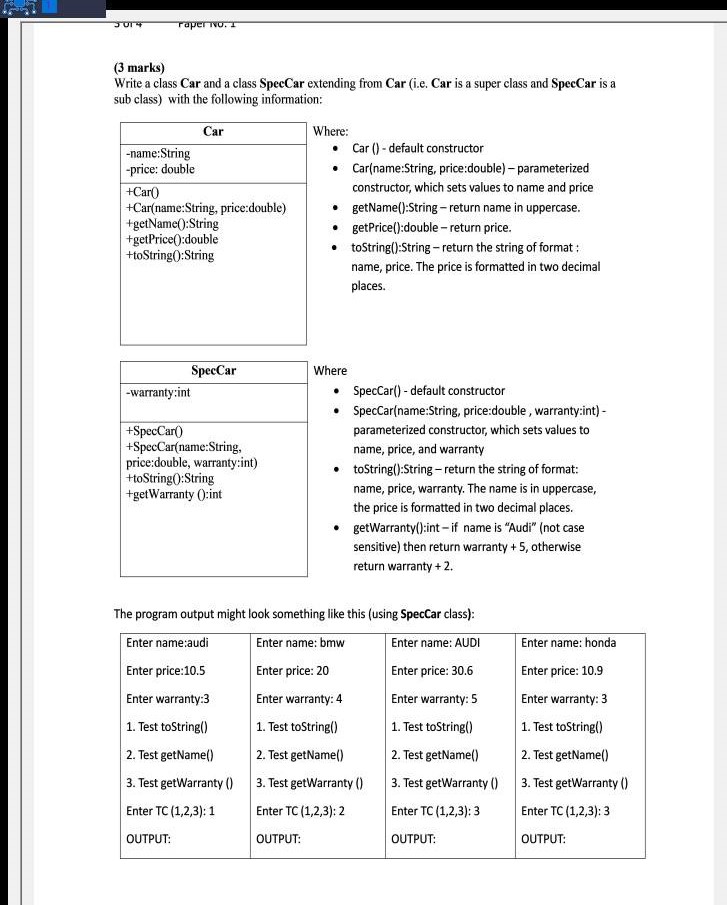 3 of 4 Paper No: 1
(3 marks)
Write a class Car and a class SpecCar extending from Car (i.e. Car is a super class and SpecCar is a
sub class) with the following information:
Car
-name:String
-price: double
+Car()
+Car(name:String, price:double)
+getName():String
+getPrice():double
+toString():String
Where:
• Car () - default constructor
• Car(name:String, price:double) – parameterized
constructor, which sets values to name and price
• getName():String – return name in uppercase.
• getPrice():double – return price.
• toString():String – return the string of format :
name, price. The price is formatted in two decimal
places.
SpecCar
-warranty:int
+SpecCar()
+SpecCar(name:String,
price:double, warranty:int)
+toString():String
+getWarranty ():int
Where
• SpecCar() - default constructor
• SpecCar(name:String, price:double , warranty:int) -
parameterized constructor, which sets values to
name, price, and warranty
• toString():String – return the string of format:
name, price, warranty. The name is in uppercase,
the price is formatted in two decimal places.
• getWarranty():int – if name is “Audi” (not case
sensitive) then return warranty + 5, otherwise
return warranty + 2.
The program output might look something like this (using SpecCar class):
Enter name:audi
Enter price:10.5
Enter warranty:3
1. Test toString()
2. Test getName()
3. Test getWarranty ()
Enter TC (1,2,3): 1
OUTPUT:
Enter name: bmw
Enter price: 20
Enter warranty: 4
1. Test toString()
2. Test getName()
3. Test getWarranty ()
Enter TC (1,2,3): 2
OUTPUT:
Enter name: AUDI
Enter price: 30.6
Enter warranty: 5
1. Test toString()
2. Test getName()
3. Test getWarranty ()
Enter TC (1,2,3): 3
OUTPUT:
Enter name: honda
Enter price: 10.9
Enter warranty: 3
1. Test toString()
2. Test getName()
3. Test getWarranty ()
Enter TC (1,2,3): 3
OUTPUT: